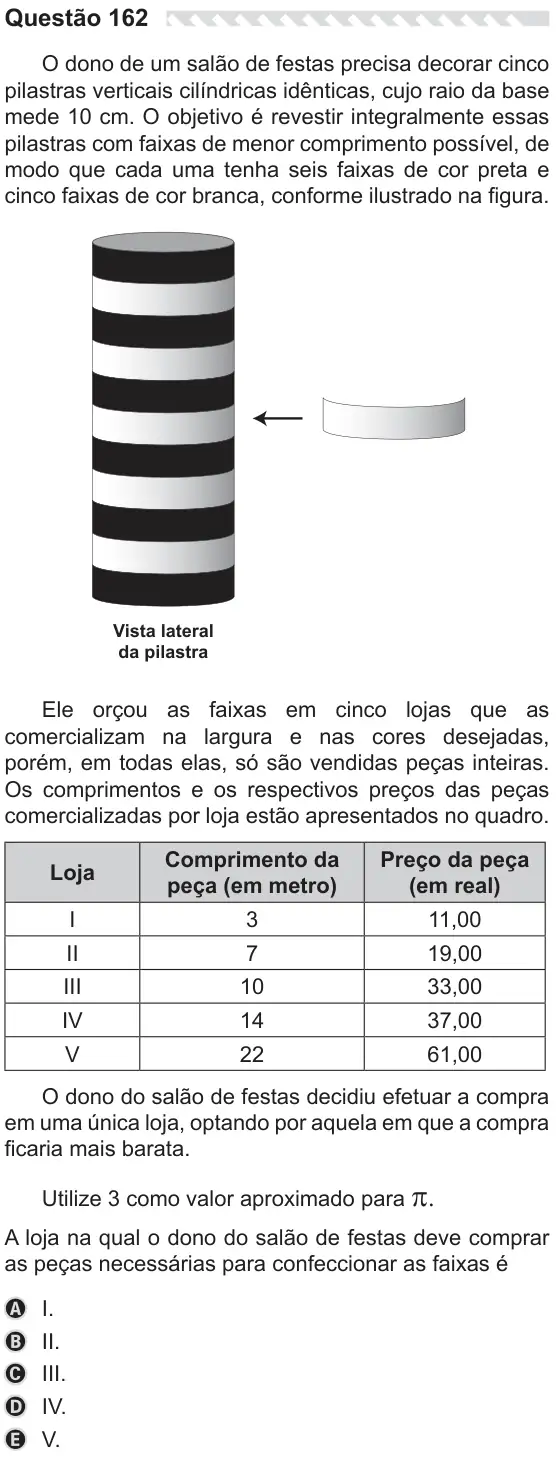 Questão 162
O dono de um salão de festas precisa decorar cinco
pilastras verticais cilíndricas idênticas, cujo raio da base
mede 10 cm. O objetivo é revestir integralmente essas
pilastras com faixas de menor comprimento possível, de
modo que cada uma tenha seis faixas de cor preta e
cinco faixas de cor branca, conforme ilustrado na figura.
Vista lateral
da pilastra
Ele orçou as faixas em cinco lojas que as
comercializam na largura e nas cores desejadas,
porém, em todas elas, só são vendidas peças inteiras.
Os comprimentos e os respectivos preços das peças
comercializadas por loja estão apresentados no quadro.
Loja Comprimento da peça (em metro) Preço da peça (em real)
I 3 11,00
II 7 19,00
III 10 33,00
IV 14 37,00
V 22 61,00
O dono do salão de festas decidiu efetuar a compra
em uma única loja, optando por aquela em que a compra
ficaria mais barata.
Utilize 3 como valor aproximado para π.
A loja na qual o dono do salão de festas deve comprar
as peças necessárias para confeccionar as faixas é
A I.
B II.
C III.
D IV.
E V.